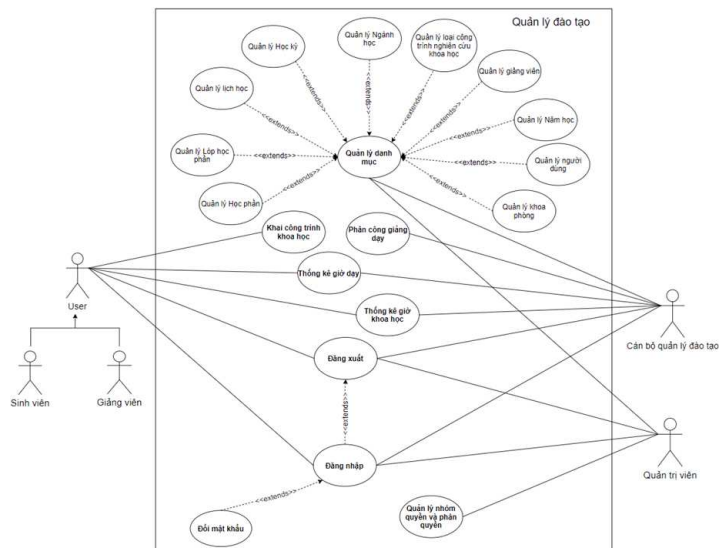 Quản lý đào tạo
Quản lý Ngành
học
Quản lý Học kỳ
Quản lý loại công
trình nghiên cứu
khoa học
Quản lý giảng viên
Quản lý lịch học
Quản lý Năm học
Quản lý Lớp học
phần
Quản lý danh
mục
Quản lý người
dùng
Quản lý Học phần
Quản lý khoa
phòng
<<extends>>
<<extends>>
<<extends>>
<<extends>>
<<extends>>
<<extends>>
<<extends>>
<<extends>>
<<extends>>
<<extends>>
Khai công trình
khoa học
Phân công giảng
dạy
Thống kê giờ dạy
Thống kê giờ
khoa học
User
Sinh viên
Giảng viên
Cán bộ quản lý đào tạo
Đăng xuất
<<extends>>
Đăng nhập
<<extends>>
Đổi mật khẩu
Quản lý nhóm
quyền và phân
quyền
Quản trị viên